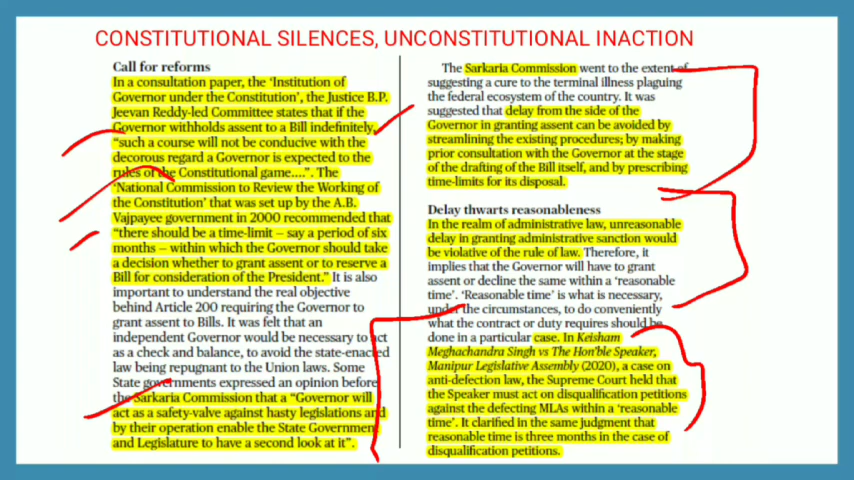 CONSTITUTIONAL SILENCES, UNCONSTITUTIONAL INACTION
Call for reforms
In a consultation paper, the ‘Institution of
Governor under the Constitution’, the Justice B.P.
Jeevan Reddy-led Committee states that if the
Governor withholds assent to a Bill indefinitely,
“such a course will not be conducive with the
decorous regard a Governor is expected to the
rules of the Constitutional game....”. The
‘National Commission to Review the Working of
the Constitution’ that was set up by the A.B.
Vajpayee government in 2000 recommended that
“there should be a time-limit — say a period of six
months — within which the Governor should take
a decision whether to grant assent or to reserve a
Bill for consideration of the President.” It is also
important to understand the real objective
behind Article 200 requiring the Governor to
grant assent to Bills. It was felt that an
independent Governor would be necessary to act
as a check and balance, to avoid the state-enacted
law being repugnant to the Union laws. Some
State governments expressed an opinion before
the Sarkaria Commission that a “Governor will
act as a safety-valve against hasty legislations and
by their operation enable the State Government
and Legislature to have a second look at it”.
The Sarkaria Commission went to the extent of
suggesting a cure to the terminal illness plaguing
the federal ecosystem of the country. It was
suggested that delay from the side of the
Governor in granting assent can be avoided by
streamlining the existing procedures; by making
prior consultation with the Governor at the stage
of the drafting of the Bill itself, and by prescribing
time-limits for its disposal.
Delay thwarts reasonableness
In the realm of administrative law, unreasonable
delay in granting administrative sanction would
be violative of the rule of law. Therefore, it
implies that the Governor will have to grant
assent or decline the same within a ‘reasonable
time’. ‘Reasonable time’ is what is necessary,
under the circumstances, to do conveniently
what the contract or duty requires should be
done in a particular case. In Keisham
Meghachandra Singh vs The Hon’ble Speaker,
Manipur Legislative Assembly (2020), a case on
anti-defection law, the Supreme Court held that
the Speaker must act on disqualification petitions
against the defecting MLAs within a ‘reasonable
time’. It clarified in the same judgment that
reasonable time is three months in the case of
disqualification petitions.